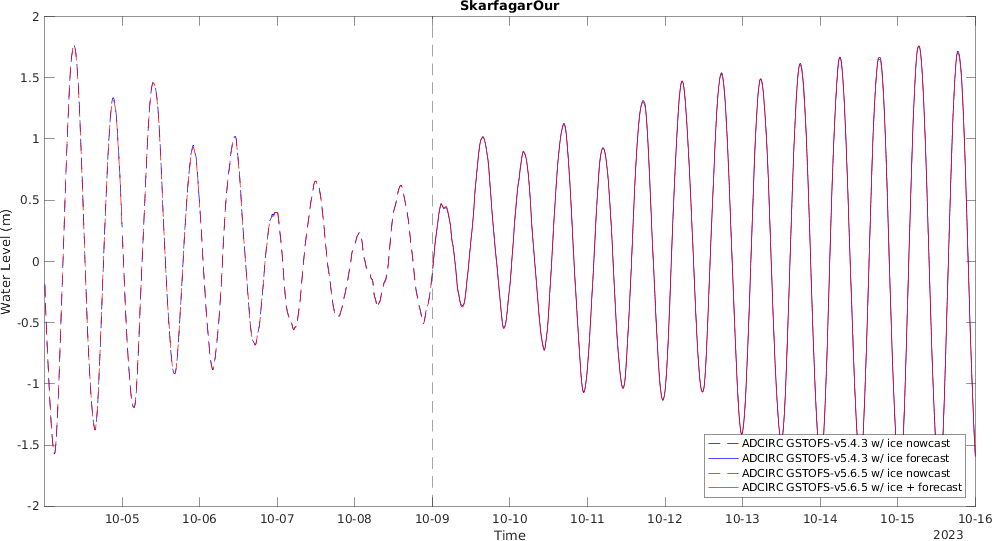 SkarfagarOur
2
1.5
1
0.5
0
-0.5
-1
-1.5
-2
Water Level (m)
10-05 10-06 10-07 10-08 10-09 10-10 10-11 10-12 10-13 10-14 10-15 10-16
Time
2023
ADCIRC GSTOFS-v5.4.3 w/ ice nowcast
ADCIRC GSTOFS-v5.4.3 w/ ice forecast
ADCIRC GSTOFS-v5.6.5 w/ ice nowcast
ADCIRC GSTOFS-v5.6.5 w/ ice + forecast